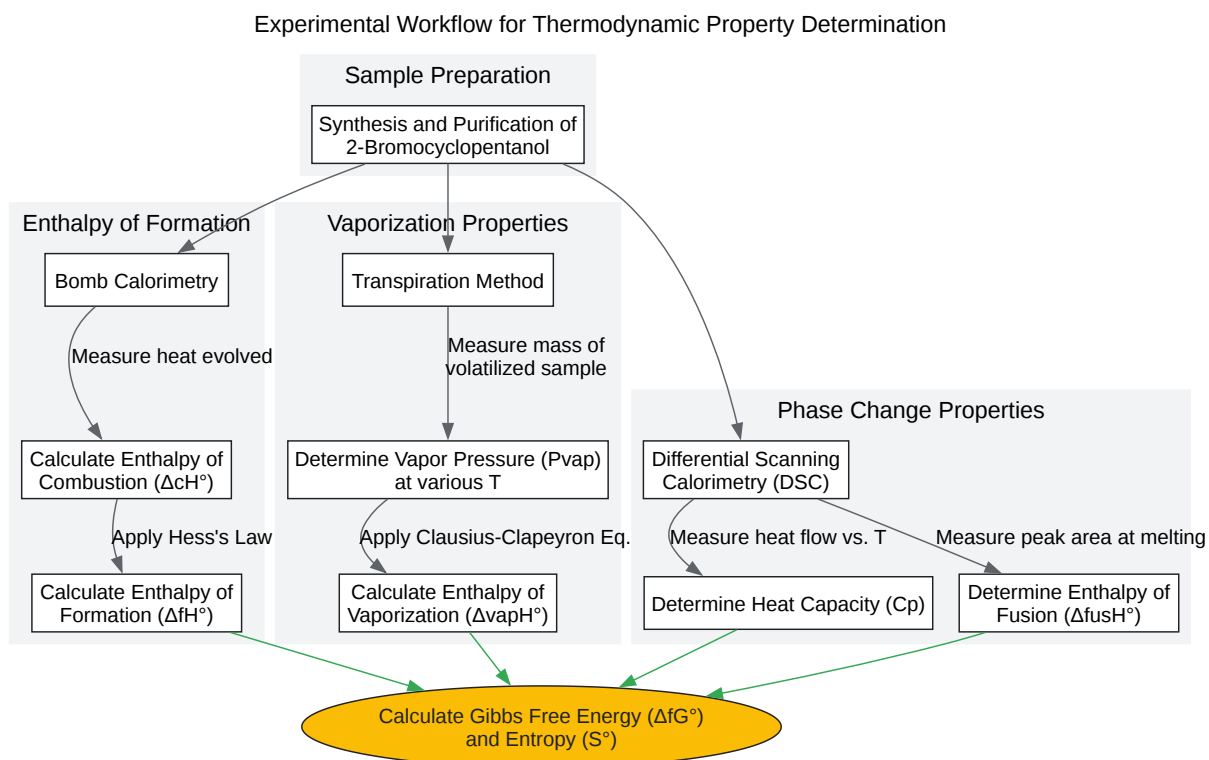 Experimental Workflow for Thermodynamic Property Determination
Sample Preparation
Synthesis and Purification of
2-Bromocyclopentanol
Enthalpy of Formation
Vaporization Properties
Bomb Calorimetry
Transpiration Method
Measure heat evolved
Measure mass of
volatilized sample
Phase Change Properties
Calculate Enthalpy of
Combustion (ΔcH°)
Determine Vapor Pressure (Pvap)
at various T
Differential Scanning
Calorimetry (DSC)
Apply Hess's Law
Apply Clausius-Clapeyron Eq.
Measure heat flow vs. T
Measure peak area at melting
Calculate Enthalpy of
Formation (ΔfH°)
Calculate Enthalpy of
Vaporization (ΔvapH°)
Determine Heat Capacity (Cp)
Determine Enthalpy of
Fusion (ΔfusH°)
Calculate Gibbs Free Energy (ΔfG°)
and Entropy (S°)